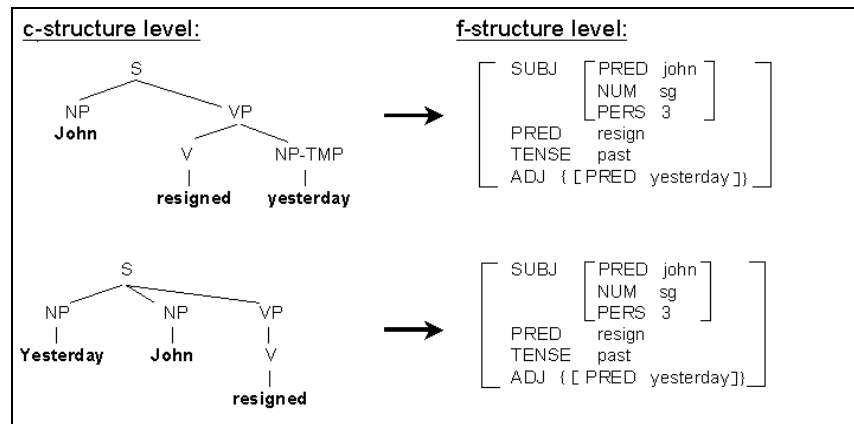 c-structure level:
f-structure level:
S
NP VP
John
V NP-TMP
resigned yesterday
SUBJ PRED john
NUM sg
PERS 3
PRED resign
TENSE past
ADJ { [ PRED yesterday ] }
S
NP NP VP
Yesterday John V
resigned
SUBJ PRED john
NUM sg
PERS 3
PRED resign
TENSE past
ADJ { [ PRED yesterday ] }